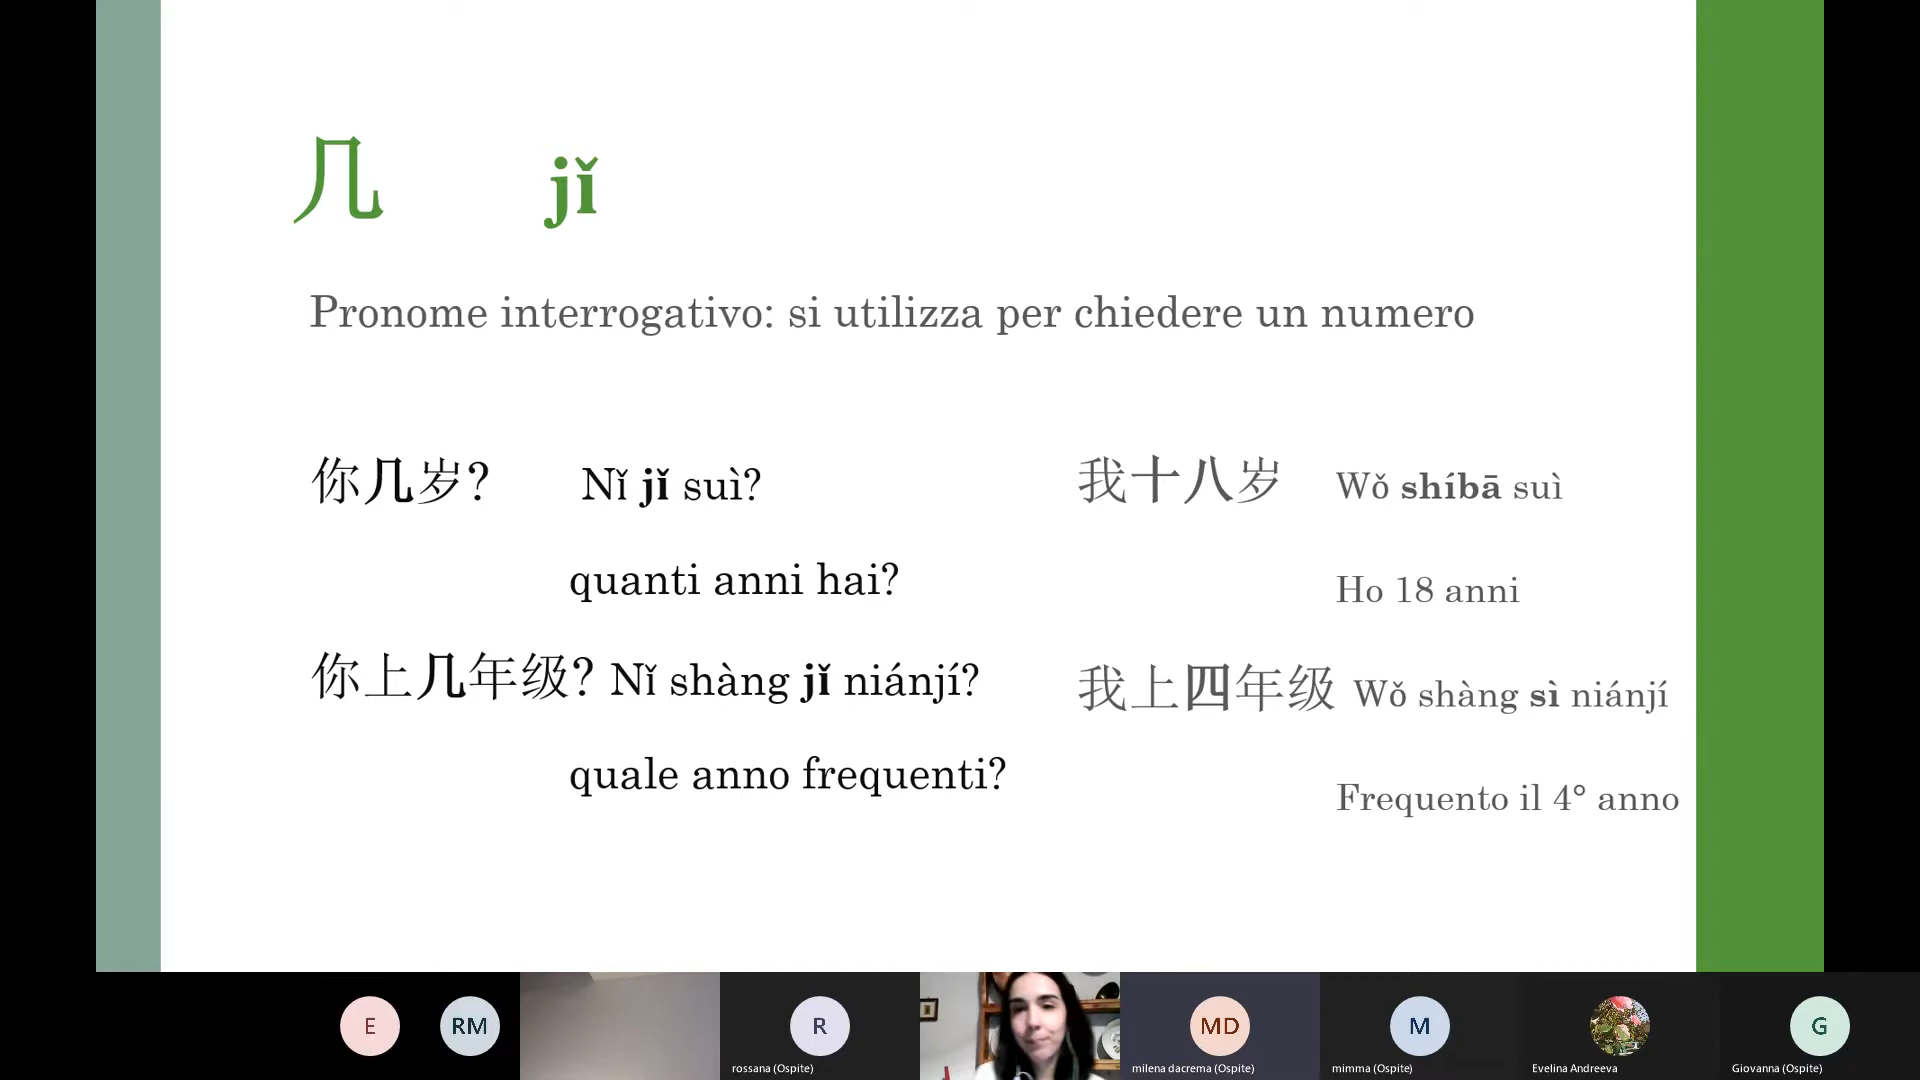 几 jǐ
Pronome interrogativo: si utilizza per chiedere un numero
你几岁? Nǐ jǐ suì?
quanti anni hai?
你上几年级? Nǐ shàng jǐ niánjí?
quale anno frequenti?
我十八岁 Wǒ shíbā suì
Ho 18 anni
我上四年级 Wǒ shàng sì niánjí
Frequento il 4° anno
E
RM
R
rossana (Ospite)
MD
milena dacrema (Ospite)
M
mimma (Ospite)
Evelina Andreeva
G
Giovanna (Ospite)